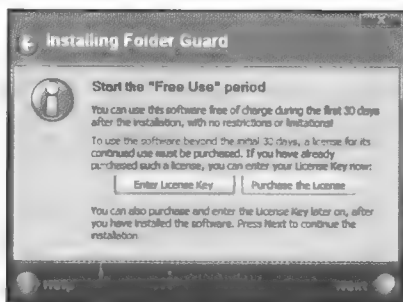 Installing Folder Guard
Start the "Free Use" period
You can use this software free of charge during the first 30 days
after the installation, with no restrictions or limitations!
To use the software beyond the initial 30 days, a license for its
continued use must be purchased. If you have already
purchased such a license, you can enter your License Key now:
Enter License Key Purchase the License
You can also purchase and enter the License Key later on, after
you have installed the software. Press Next to continue the
installation.
Help Next